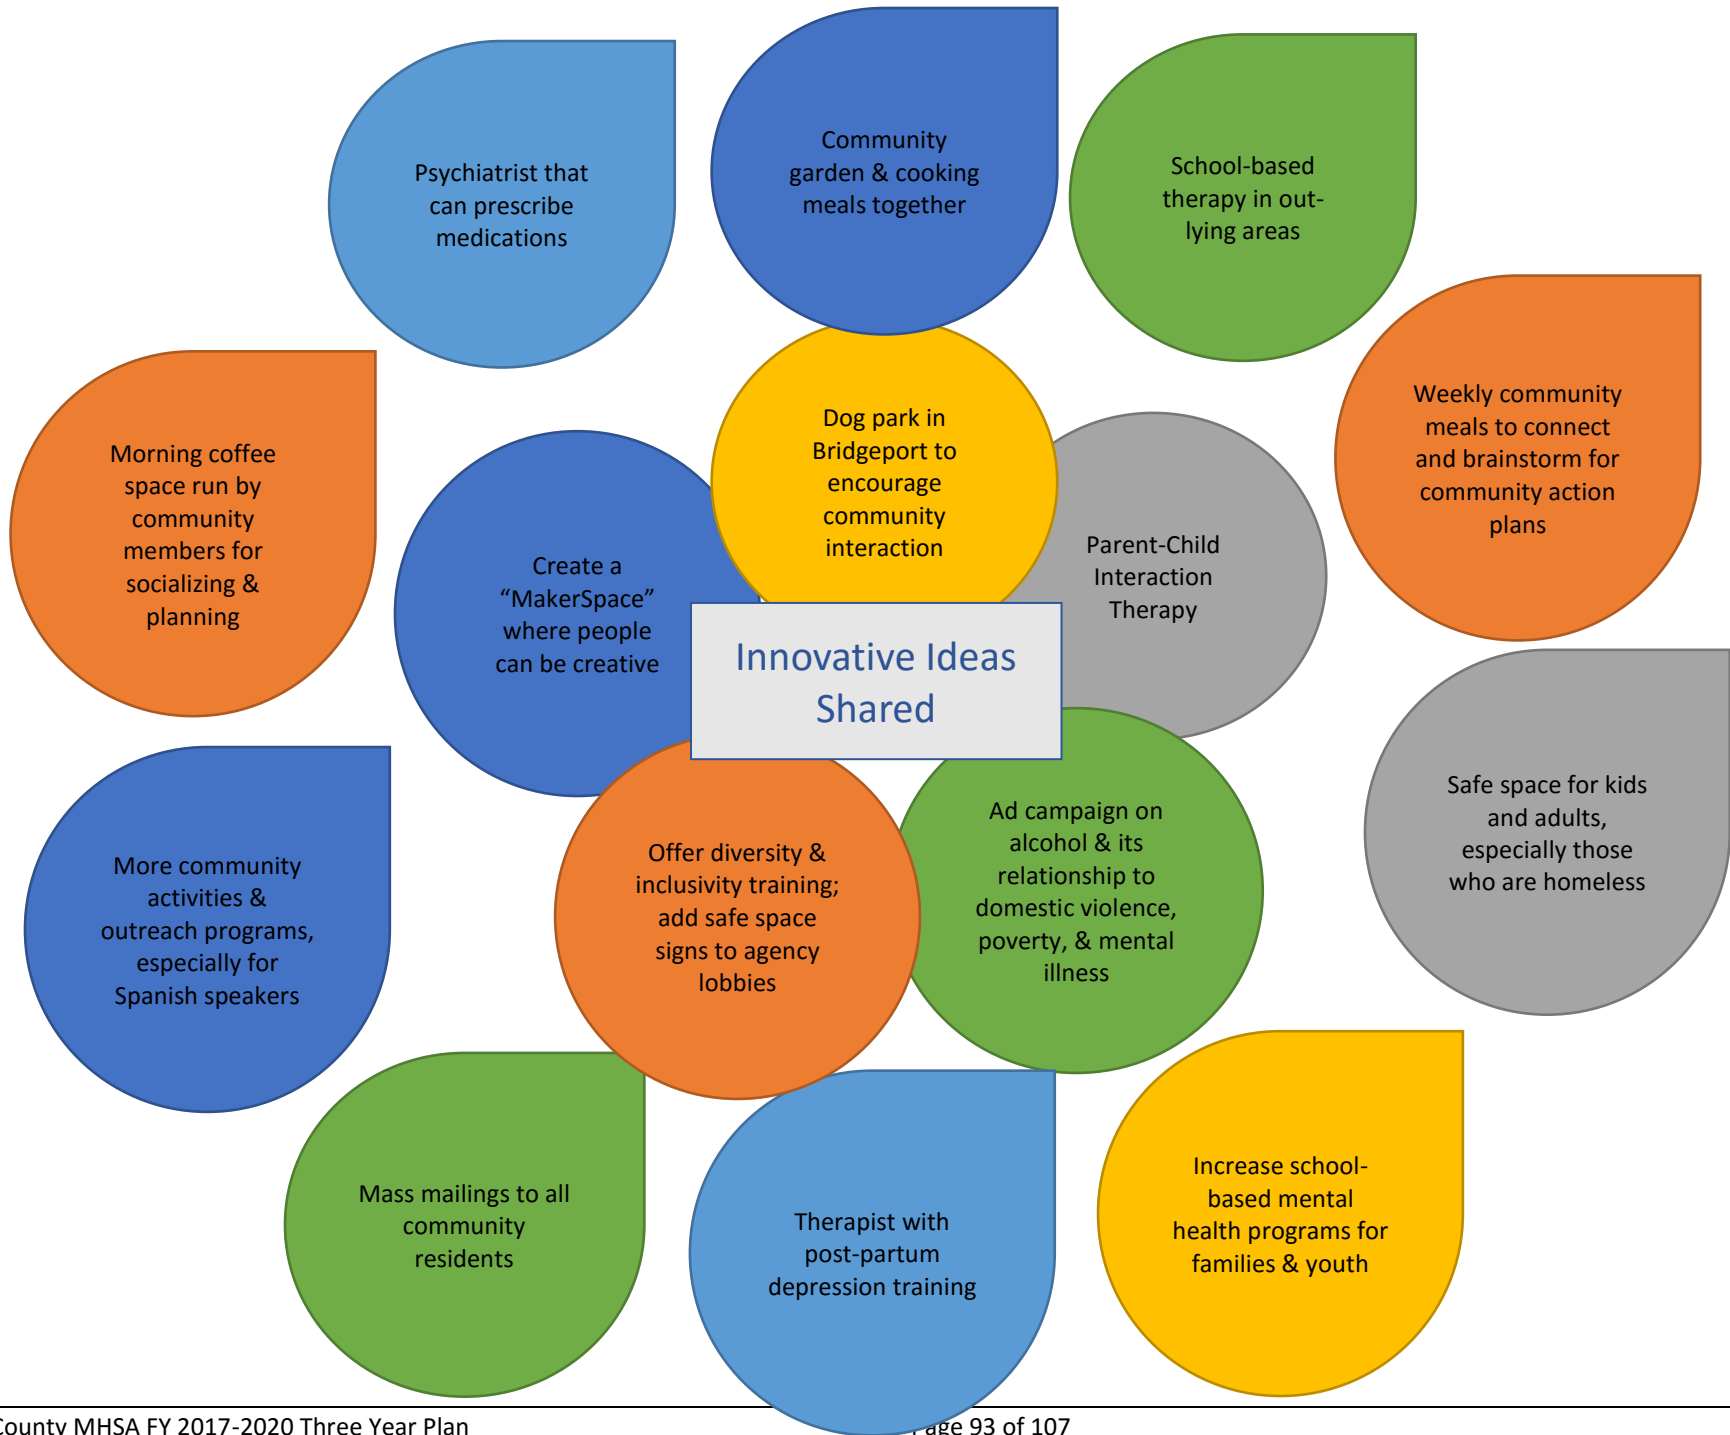 Psychiatrist that
can prescribe
medications
Community
garden & cooking
meals together
School-based
therapy in out-
lying areas
Weekly community
meals to connect
and brainstorm for
community action
plans
Morning coffee
space run by
community
members for
socializing &
planning
Dog park in
Bridgeport to
encourage
community
interaction
Create a
“MakerSpace”
where people
can be creative
Parent-Child
Interaction
Therapy
Innovative Ideas
Shared
Safe space for kids
and adults,
especially those
who are homeless
More community
activities &
outreach programs,
especially for
Spanish speakers
Offer diversity &
inclusivity training;
add safe space
signs to agency
lobbies
Ad campaign on
alcohol & its
relationship to
domestic violence,
poverty, & mental
illness
Mass mailings to all
community
residents
Therapist with
post-partum
depression training
Increase school-
based mental
health programs for
families & youth
County MHSA FY 2017-2020 Three Year Plan
Page 93 of 107